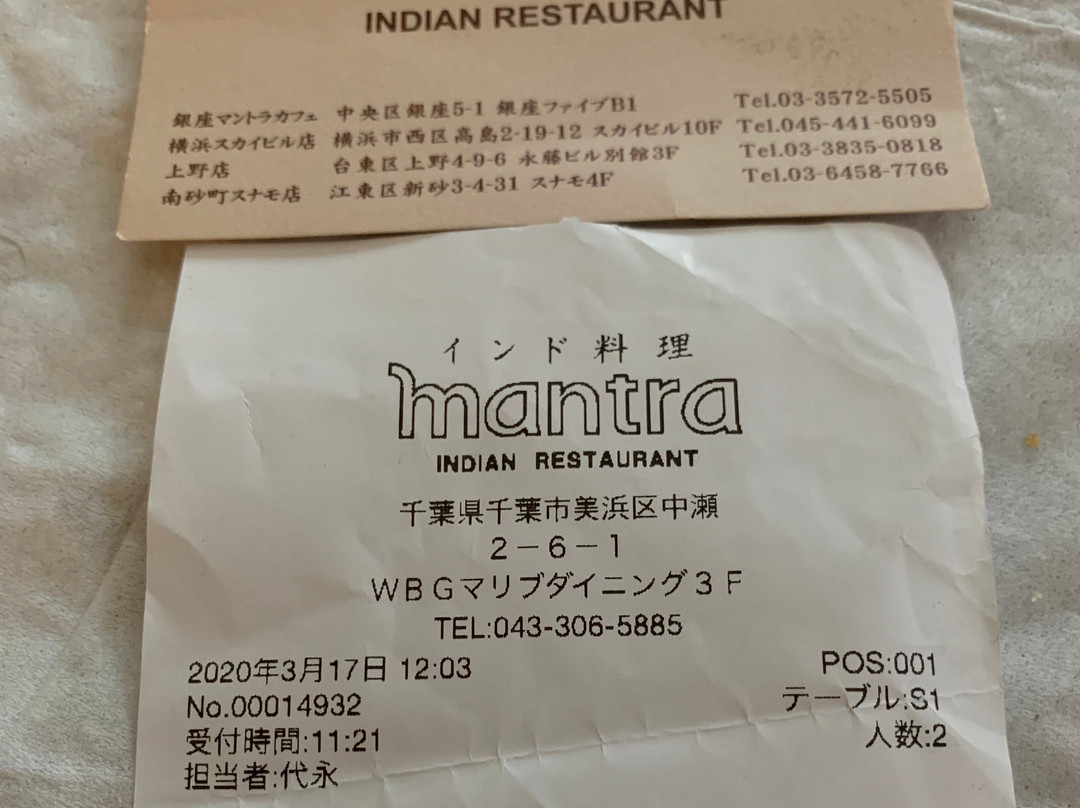 INDIAN RESTAURANT
銀座マントラカフェ 中央区銀座5-1 銀座ファイブB1 Tel.03-3572-5505
横浜スカイビル店 横浜市西区高島2-19-12 スカイビル10F Tel.045-441-6099
上野店 台東区上野4-9-6 永藤ビル別館3F Tel.03-3835-0818
南砂町スナモ店 江東区新砂3-4-31 スナモ4F Tel.03-6458-7766
インド料理
mantra
INDIAN RESTAURANT
千葉県千葉市美浜区中瀬
２－６－１
ＷＢＧマリブダイニング３Ｆ
TEL:043-306-5885
2020年3月17日 12:03 POS:001
No.00014932 テーブル:S1
受付時間:11:21 人数:2
担当者:代永